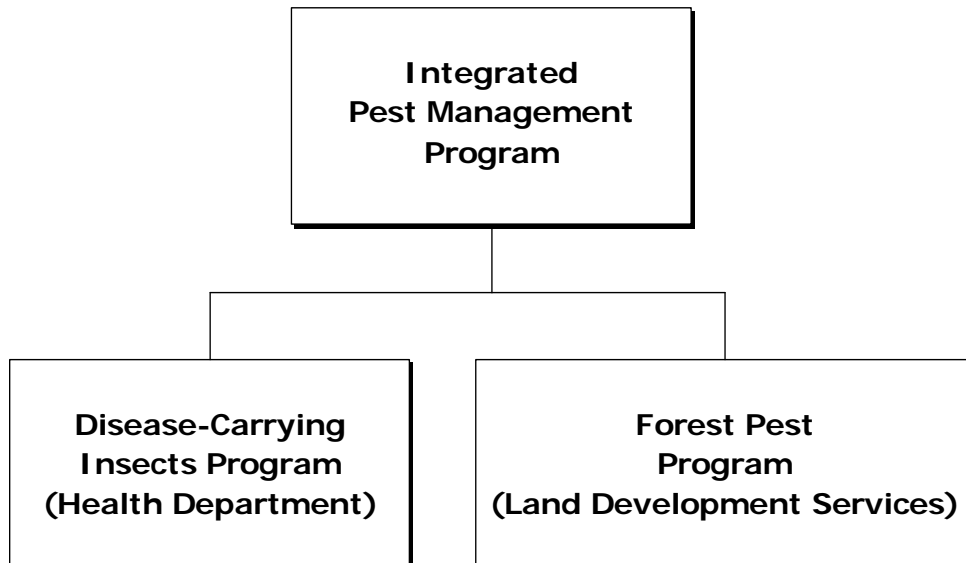 Integrated
Pest Management
Program
Disease-Carrying
Insects Program
(Health Department)
Forest Pest
Program
(Land Development Services)